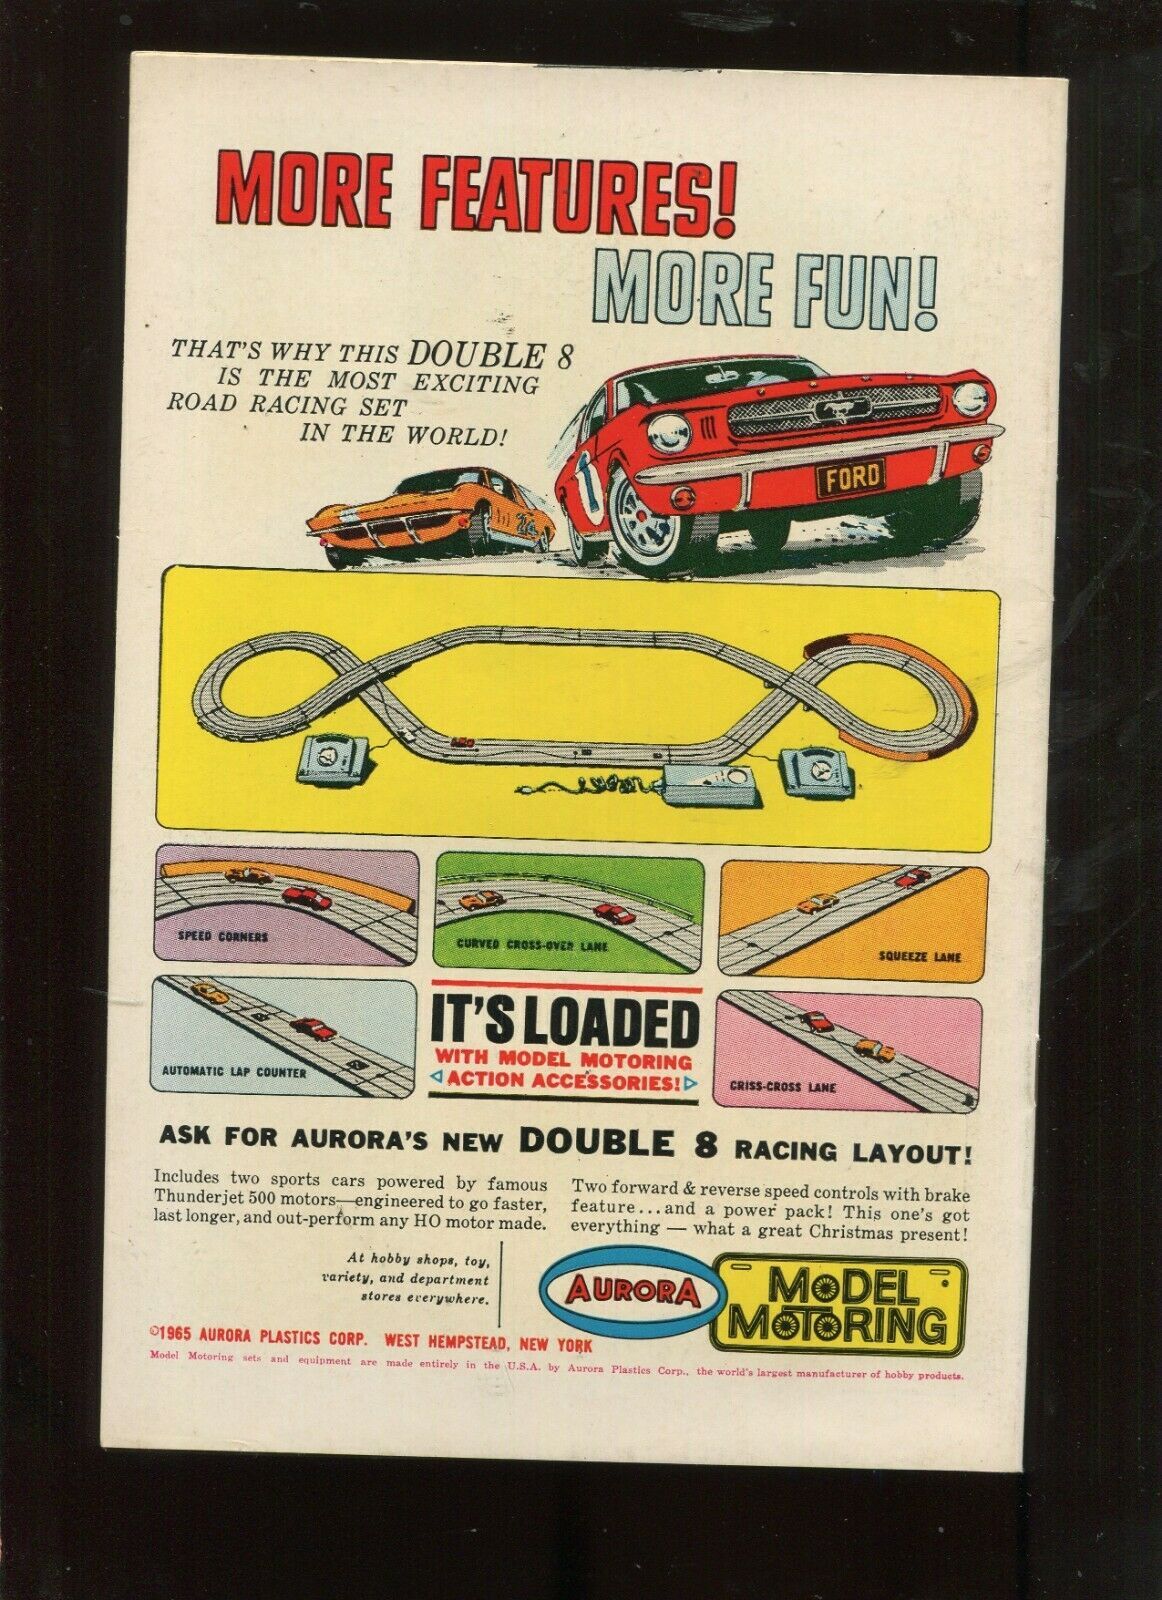 MORE FEATURES!
MORE FUN!
THAT'S WHY THIS DOUBLE 8
IS THE MOST EXCITING
ROAD RACING SET
IN THE WORLD!
1
FORD
SPEED CORNERS
CURVED CROSS-OVER LANE
SQUEEZE LANE
AUTOMATIC LAP COUNTER
IT'S LOADED
WITH MODEL MOTORING
ACTION ACCESSORIES!
CRISS-CROSS LANE
ASK FOR AURORA'S NEW DOUBLE 8 RACING LAYOUT!
Includes two sports cars powered by famous
Thunderjet 500 motors—engineered to go faster,
last longer, and out-perform any HO motor made.
Two forward & reverse speed controls with brake
feature...and a power pack! This one's got
everything — what a great Christmas present!
At hobby shops, toy,
variety, and department
stores everywhere.
AURORA
MODEL
MOTORING
©1965 AURORA PLASTICS CORP. WEST HEMPSTEAD, NEW YORK
Model Motoring sets and equipment are made entirely in the U.S.A. by Aurora Plastics Corp., the world's largest manufacturer of hobby products.